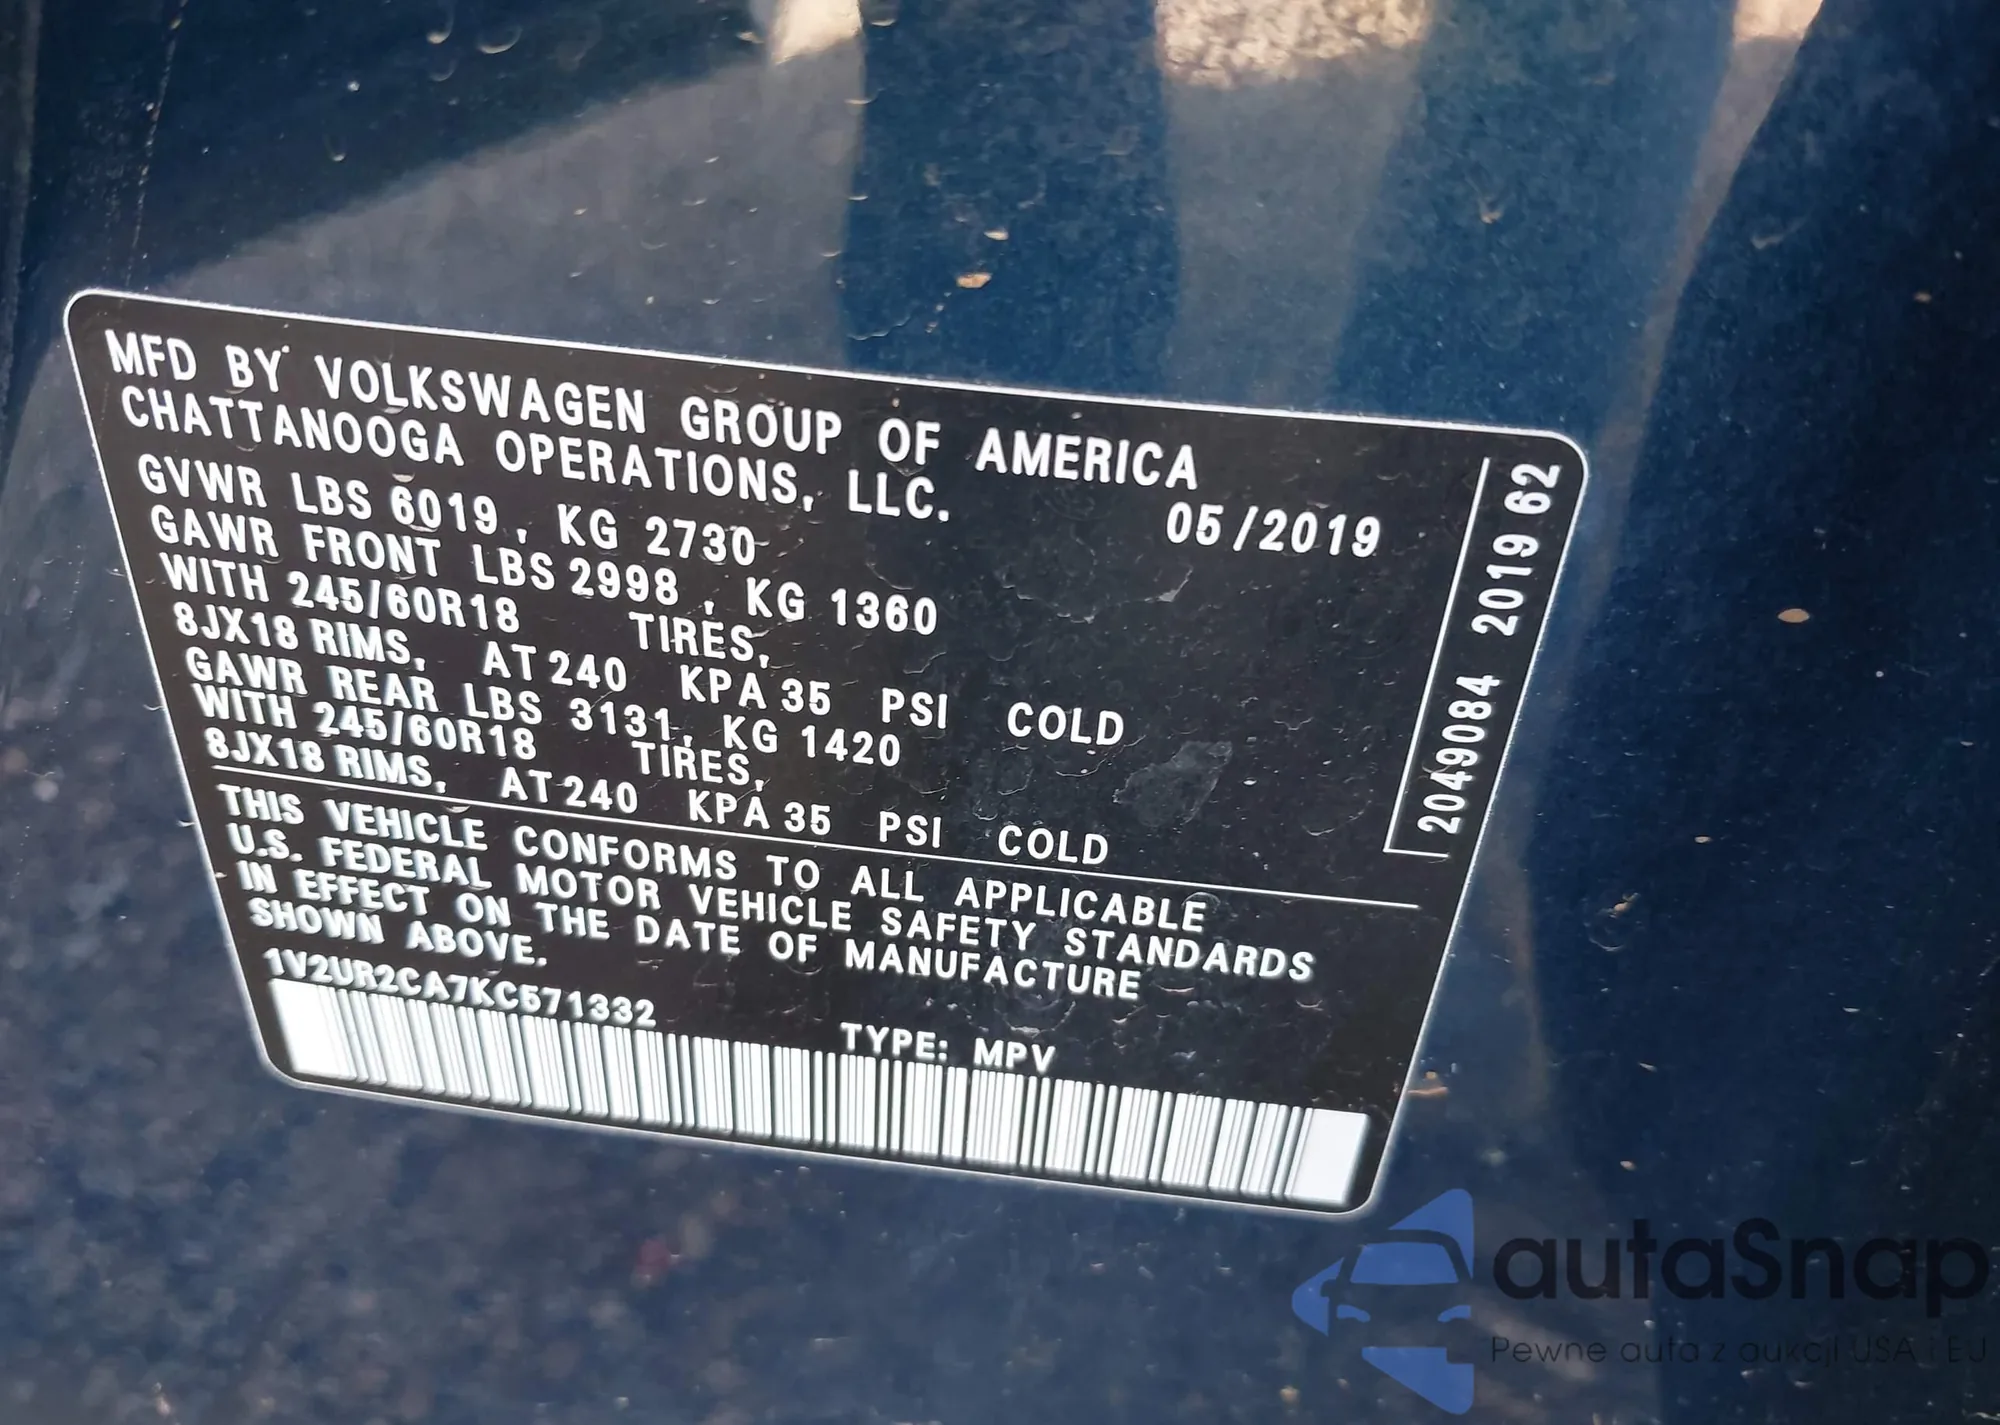 MFD BY VOLKSWAGEN GROUP OF AMERICA
CHATTANOOGA OPERATIONS, LLC.
05/2019
GVWR LBS 6019 , KG 2730
GAWR FRONT LBS 2998 , KG 1360
WITH 245/60R18 TIRES,
8JX18 RIMS, AT 240 KPA 35 PSI COLD
GAWR REAR LBS 3131, KG 1420
WITH 245/60R18 TIRES,
8JX18 RIMS, AT 240 KPA 35 PSI COLD
2049084 2019 62
THIS VEHICLE CONFORMS TO ALL APPLICABLE
U.S. FEDERAL MOTOR VEHICLE SAFETY STANDARDS
IN EFFECT ON THE DATE OF MANUFACTURE
SHOWN ABOVE.
1V2UR2CA7KC571332
TYPE: MPV
autaSnap
Pewne auta z aukcji USA i EU